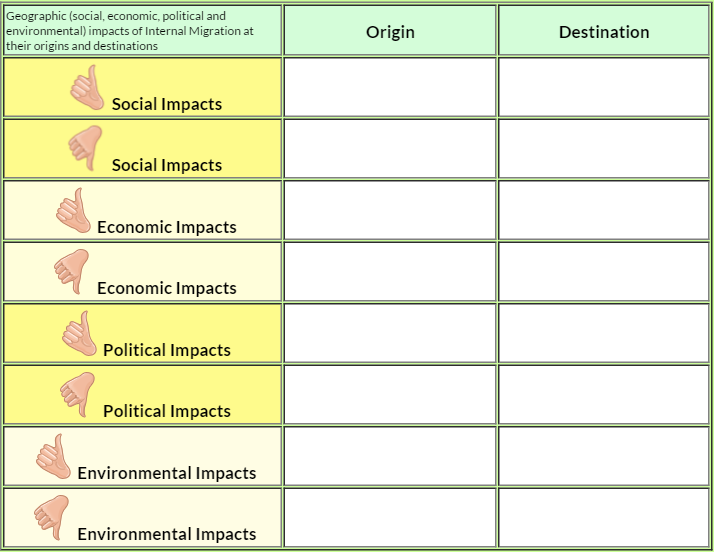 Geographic (social, economic, political and
environmental) impacts of Internal Migration at
their origins and destinations
Origin
Destination
Social Impacts
Social Impacts
Economic Impacts
Economic Impacts
Political Impacts
Political Impacts
Environmental Impacts
Environmental Impacts